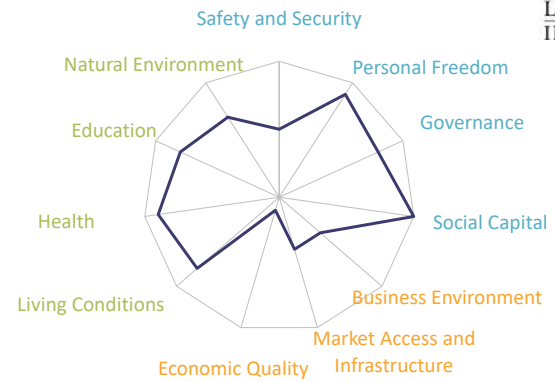 Safety and Security
Natural Environment
Personal Freedom
Education
Governance
Health
Social Capital
Living Conditions
Business Environment
Market Access and
Infrastructure
Economic Quality